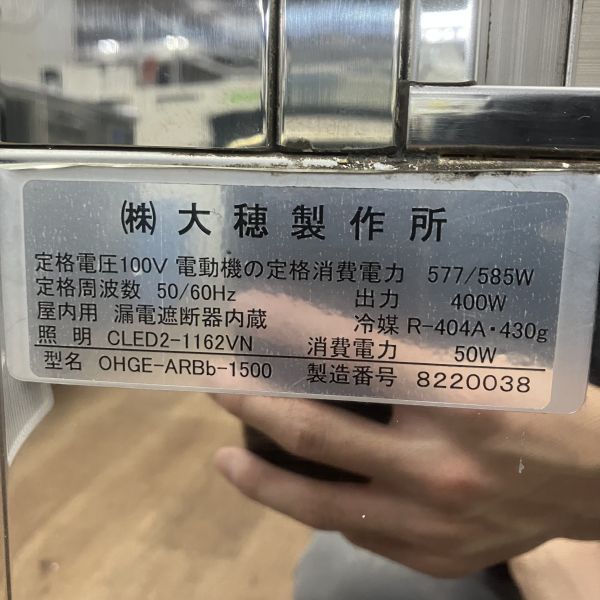 ㈱大穂製作所
定格電圧100V 電動機の定格消費電力 577/585W
定格周波数 50/60Hz 出力 400W
屋内用 漏電遮断器内蔵 冷媒 R-404A・430g
照明 CLED2-1162VN 消費電力 50W
型名 OHGE-ARBb-1500 製造番号 8220038